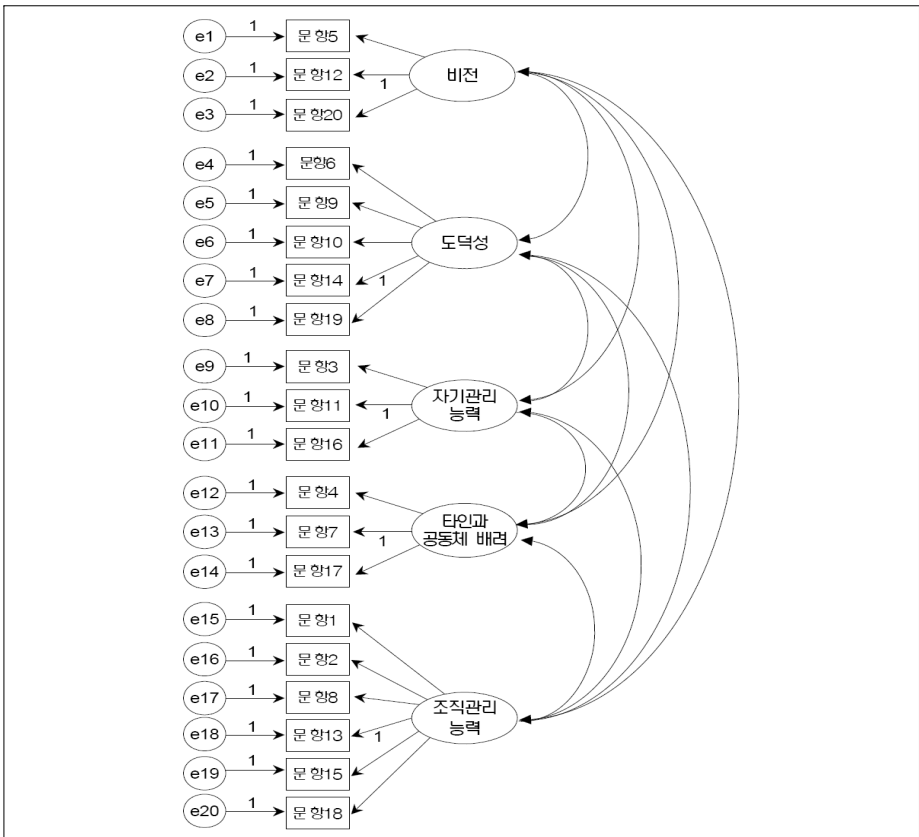 e1 1 문항5
e2 1 문항12
e3 1 문항20
1
비전
e4 1 문항6
e5 1 문항9
e6 1 문항10
e7 1 문항14
e8 1 문항19
1
도덕성
e9 1 문항3
e10 1 문항11
e11 1 문항16
1
자기관리
능력
e12 1 문항4
e13 1 문항7
e14 1 문항17
1
타인과
공동체 배려
e15 1 문항1
e16 1 문항2
e17 1 문항8
e18 1 문항13
e19 1 문항15
e20 1 문항18
1
조직관리
능력